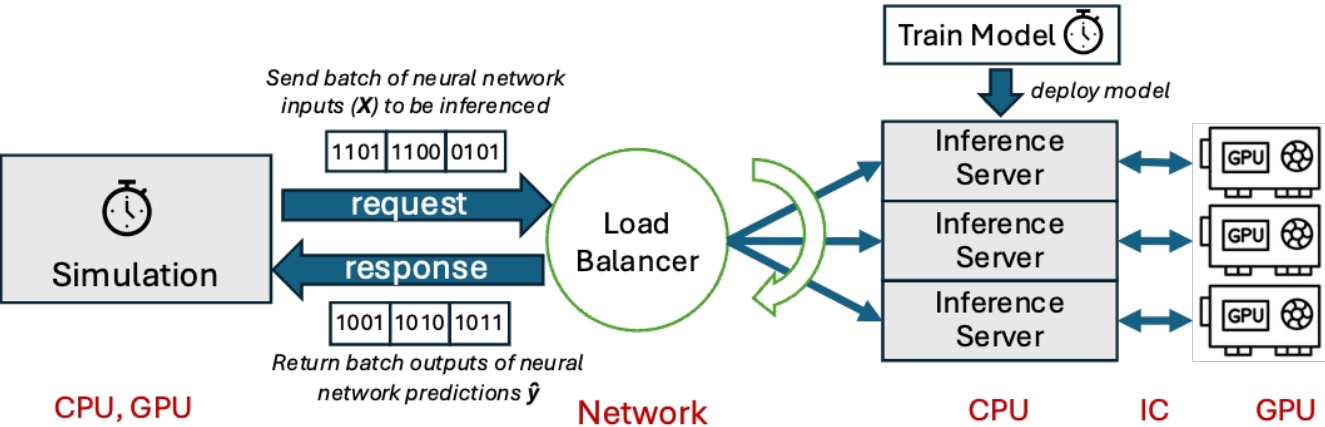 Train Model
deploy model
Send batch of neural network
inputs (X) to be inferenced
1101 1100 0101
request
Simulation
response
1001 1010 1011
Return batch outputs of neural
network predictions ŷ
Load
Balancer
Inference
Server
Inference
Server
Inference
Server
GPU
GPU
GPU
CPU, GPU
Network
CPU
IC
GPU